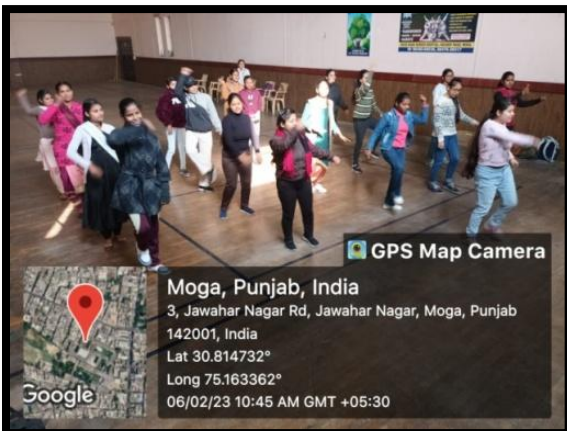 GPS Map Camera
Moga, Punjab, India
3, Jawahar Nagar Rd, Jawahar Nagar, Moga, Punjab
142001, India
Lat 30.814732°
Long 75.163362°
06/02/23 10:45 AM GMT +05:30
Google